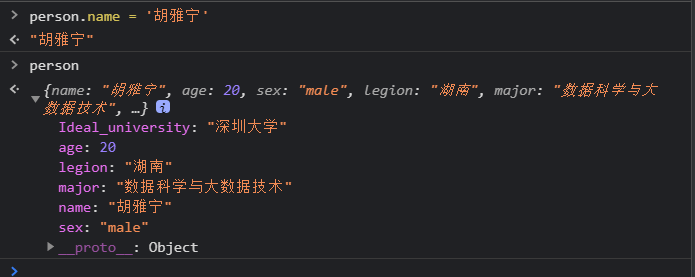 > person.name = '胡雅宁'
< "胡雅宁"
> person
{name: "胡雅宁", age: 20, sex: "male", legion: "湖南", major: "数据科学与大
数据技术", …} i
Ideal_university: "深圳大学"
age: 20
legion: "湖南"
major: "数据科学与大数据技术"
name: "胡雅宁"
sex: "male"
__proto__: Object
>